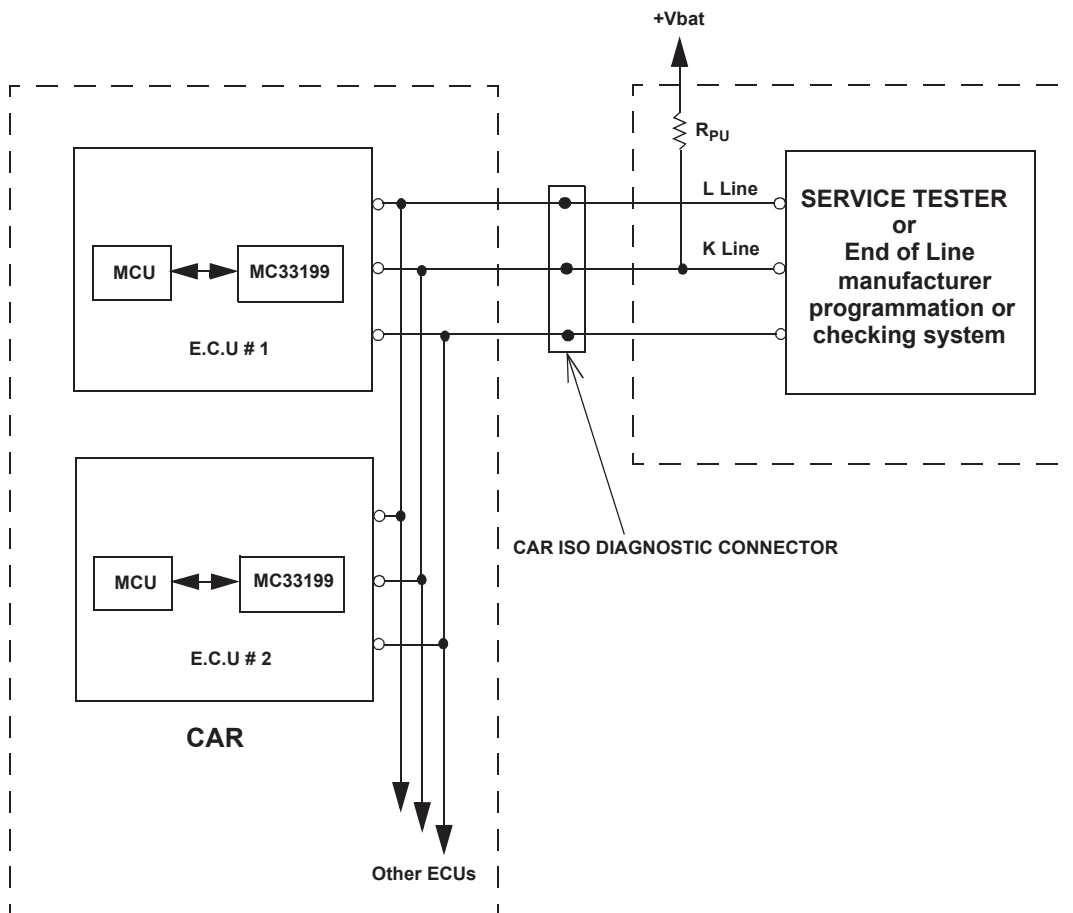 +Vbat
RPU
L Line
K Line
SERVICE TESTER
or
End of Line
manufacturer
programmation or
checking system
MCU
MC33199
E.C.U # 1
CAR ISO DIAGNOSTIC CONNECTOR
MCU
MC33199
E.C.U # 2
CAR
Other ECUs